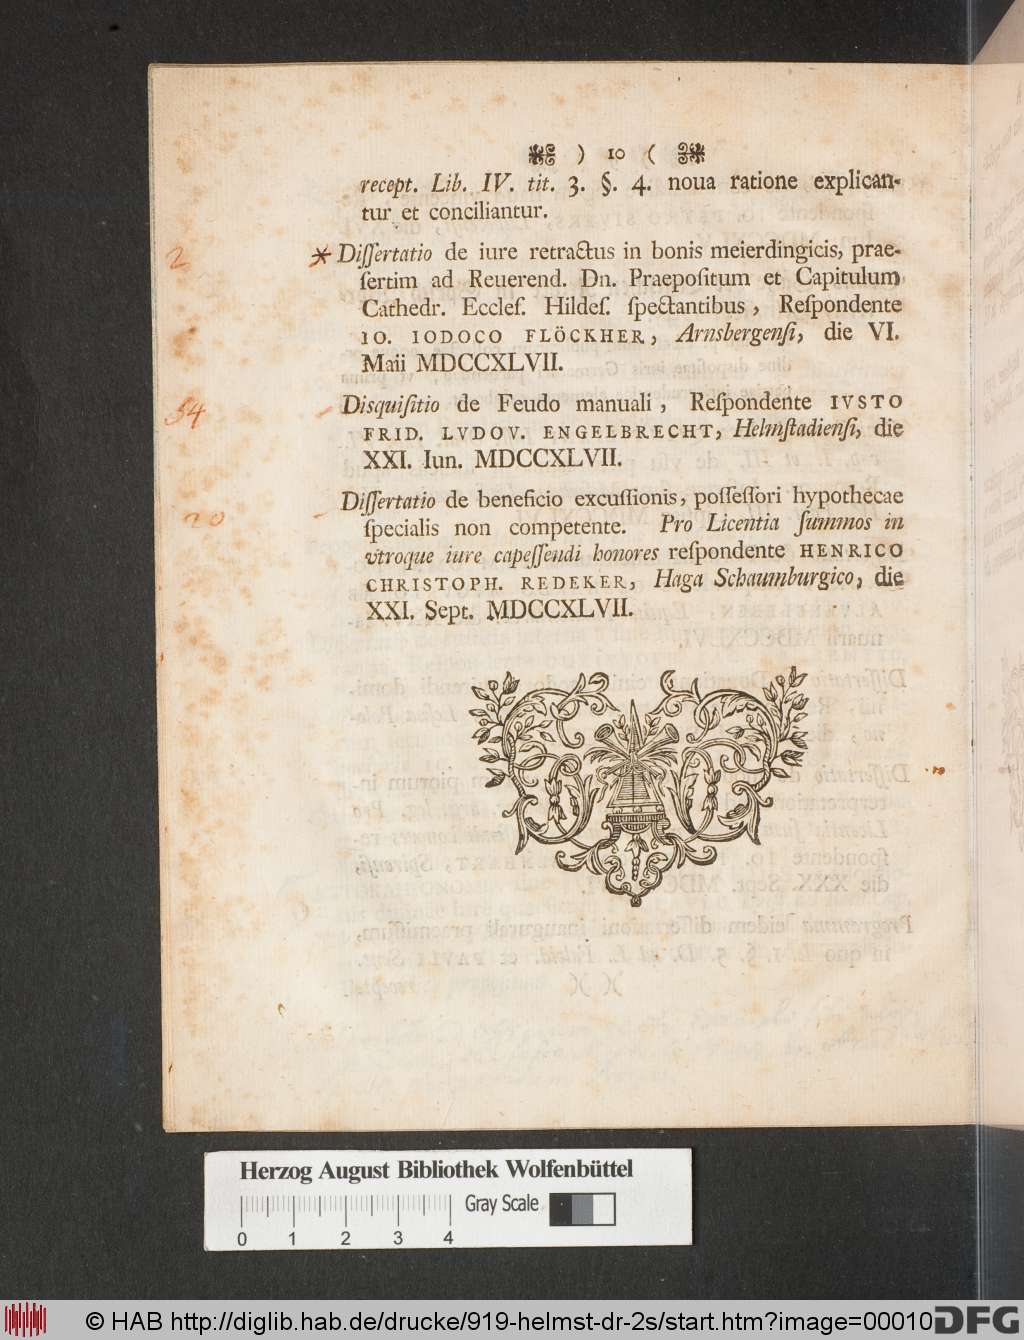 ) 10 (
recept. Lib. IV. tit. 3. §. 4. noua ratione explican-
tur et conciliantur.
2 * Diſſertatio de iure retractus in bonis meierdingicis, prae-
ſertim ad Reuerend. Dn. Praepoſitum et Capitulum
Cathedr. Eccleſ. Hildeſ. ſpectantibus, Reſpondente
IO. IODOCO FLÖCKHER, Arnsbergenſi, die VI.
Maii MDCCXLVII.
54 Disquiſitio de Feudo manuali, Reſpondente IVSTO
FRID. LVDOV. ENGELBRECHT, Helmſtadienſi, die
XXI. Iun. MDCCXLVII.
20 Diſſertatio de beneficio excuſſionis, poſſeſſori hypothecae
ſpecialis non competente. Pro Licentia ſummos in
vtroque iure capeſſendi honores reſpondente HENRICO
CHRISTOPH. REDEKER, Haga Schaumburgico, die
XXI. Sept. MDCCXLVII.
Herzog August Bibliothek Wolfenbüttel
Gray Scale
0 1 2 3 4
© HAB http://diglib.hab.de/drucke/919-helmst-dr-2s/start.htm?image=00010
DFG